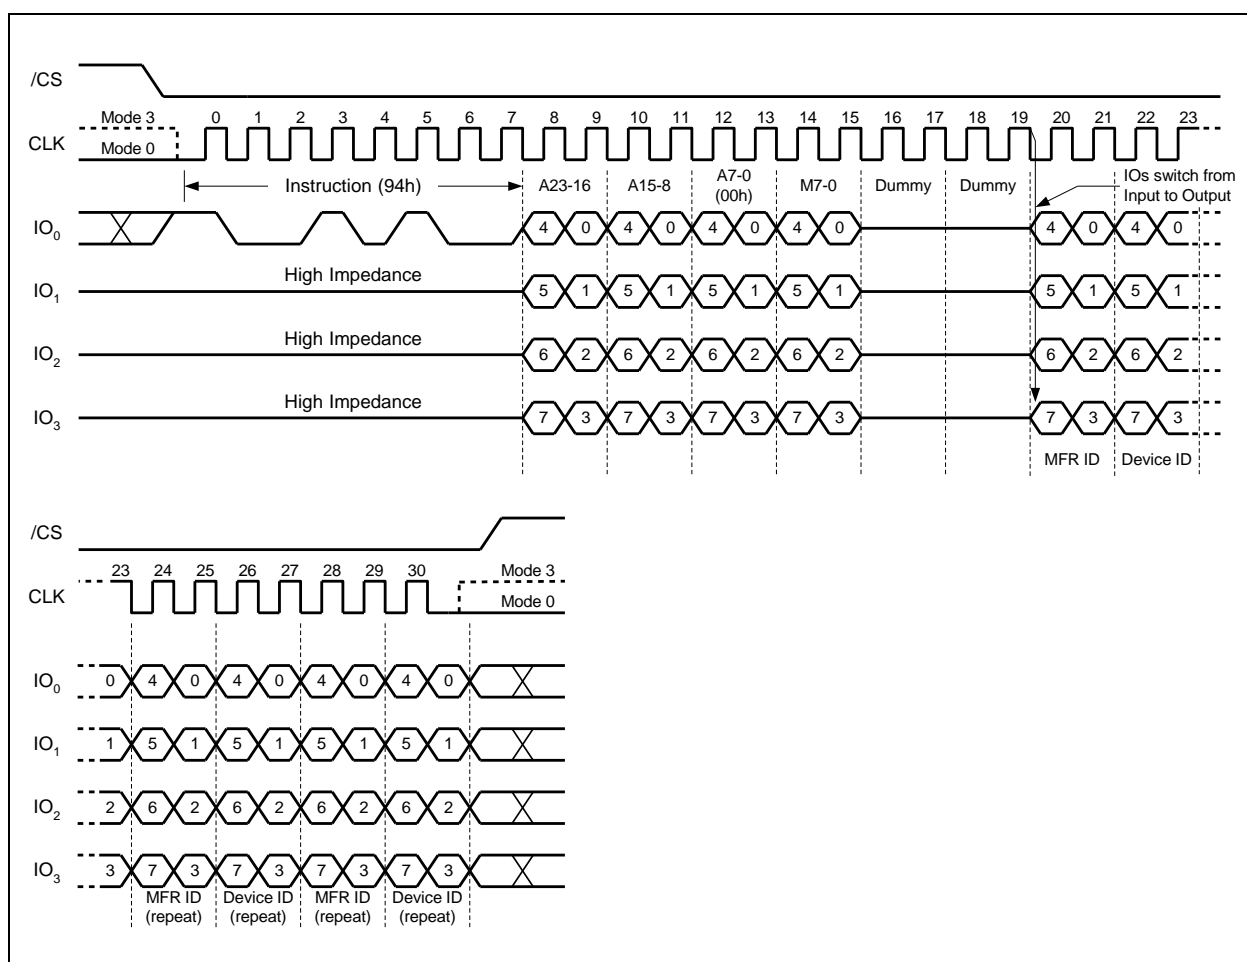 /CS
Mode 3 0 1 2 3 4 5 6 7 8 9 10 11 12 13 14 15 16 17 18 19 20 21 22 23
CLK Mode 0
Instruction (94h) A23-16 A15-8 A7-0 (00h) M7-0 Dummy Dummy
IOs switch from
Input to Output
IO0 4 0 4 0 4 0 4 0 4 0 4 0
High Impedance
IO1 5 1 5 1 5 1 5 1 5 1 5 1
High Impedance
IO2 6 2 6 2 6 2 6 2 6 2 6 2
High Impedance
IO3 7 3 7 3 7 3 7 3 7 3 7 3
MFR ID Device ID
/CS
23 24 25 26 27 28 29 30 Mode 3
CLK Mode 0
IO0 0 4 0 4 0 4 0 4 0
IO1 1 5 1 5 1 5 1 5 1
IO2 2 6 2 6 2 6 2 6 2
IO3 3 7 3 7 3 7 3 7 3
MFR ID Device ID MFR ID Device ID
(repeat) (repeat) (repeat) (repeat)